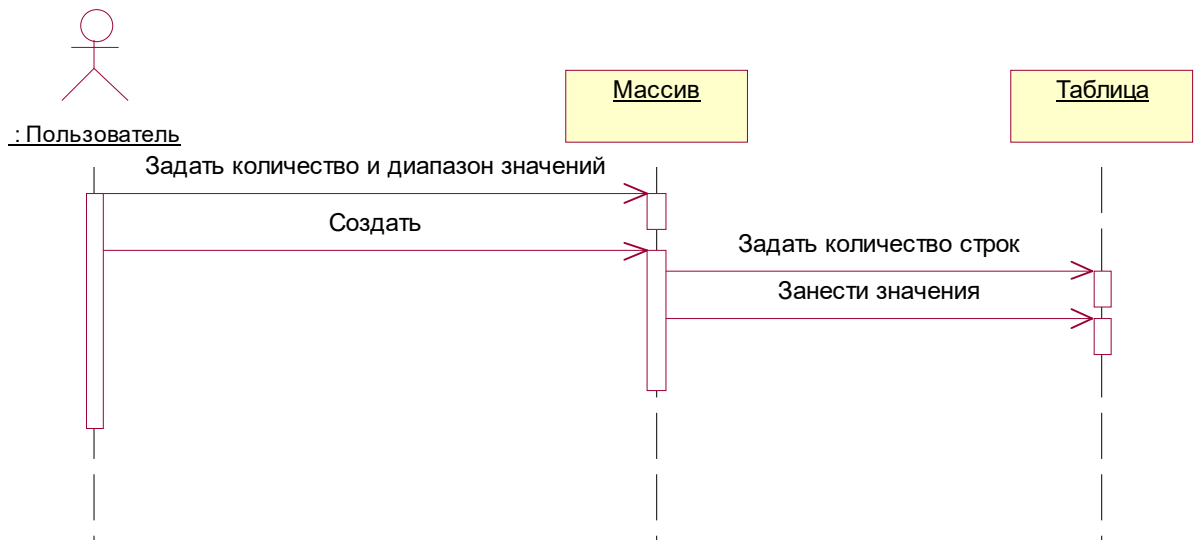 Массив
Таблица
: Пользователь
Задать количество и диапазон значений
Создать
Задать количество строк
Занести значения